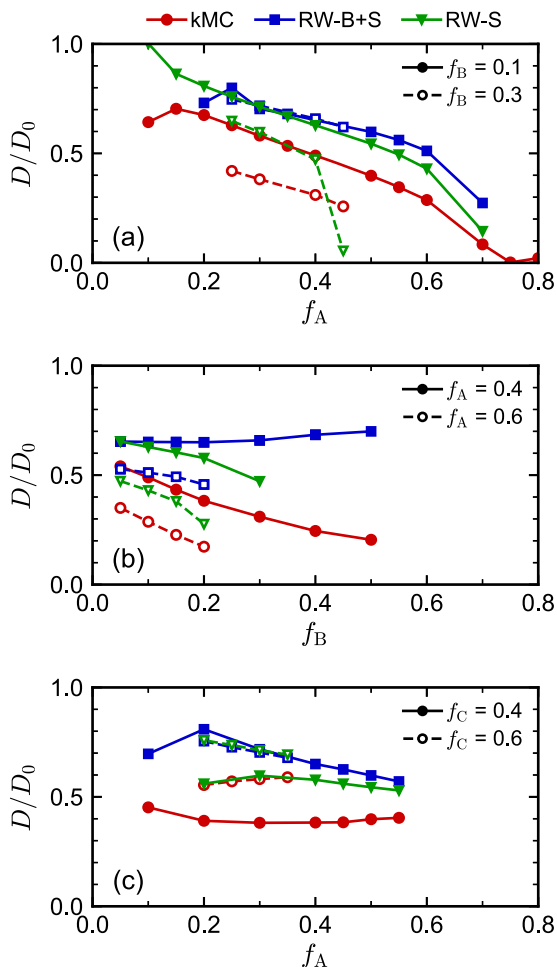 kMC RW-B+S RW-S
1.0
f_B = 0.1
f_B = 0.3
D/D_0
0.5
(a)
0.0
0.0 0.2 0.4 0.6 0.8
f_A
1.0
f_A = 0.4
f_A = 0.6
D/D_0
0.5
(b)
0.0
0.0 0.2 0.4 0.6 0.8
f_B
1.0
f_C = 0.4
f_C = 0.6
D/D_0
0.5
(c)
0.0
0.0 0.2 0.4 0.6 0.8
f_A